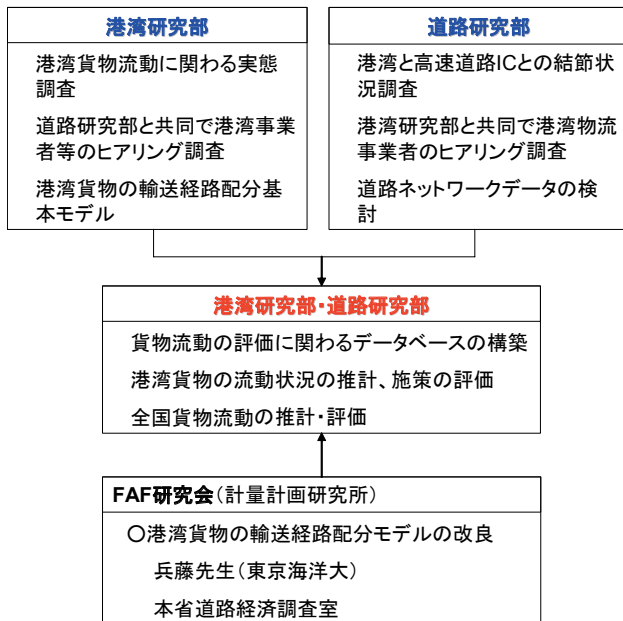 港湾研究部
港湾貨物流動に関わる実態
調査
道路研究部と共同で港湾事業
者等のヒアリング調査
港湾貨物の輸送経路配分基
本モデル
道路研究部
港湾と高速道路ICとの結節状
況調査
港湾研究部と共同で港湾物流
事業者のヒアリング調査
道路ネットワークデータの検
討
港湾研究部・道路研究部
貨物流動の評価に関わるデータベースの構築
港湾貨物の流動状況の推計、施策の評価
全国貨物流動の推計・評価
FAF研究会(計量計画研究所)
○港湾貨物の輸送経路配分モデルの改良
兵藤先生(東京海洋大)
本省道路経済調査室